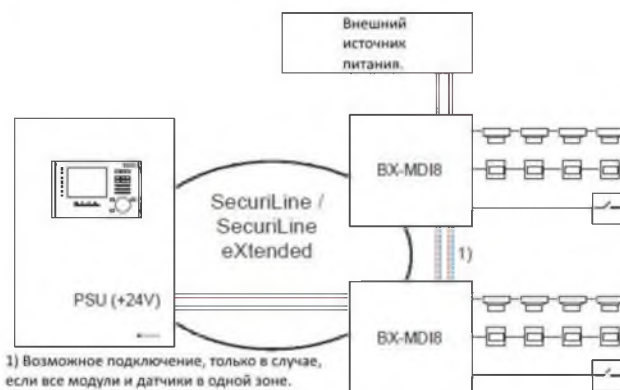 Внешний
источник
питания.
BX-MDI8
SecuriLine /
SecuriLine
eXtended
1)
PSU (+24V)
BX-MDI8
1) Возможное подключение, только в случае,
если все модули и датчики в одной зоне.